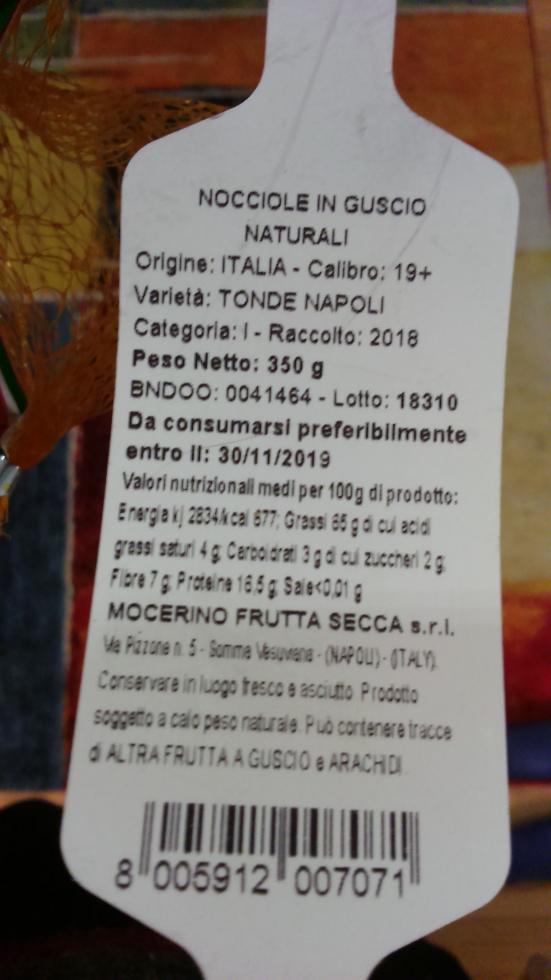 NOCCIOLE IN GUSCIO
NATURALI
Origine: ITALIA - Calibro: 19+
Varietà: TONDE NAPOLI
Categoria: I - Raccolto: 2018
Peso Netto: 350 g
BNDOO: 0041464 - Lotto: 18310
Da consumarsi preferibilmente
entro il: 30/11/2019
Valori nutrizionali medi per 100g di prodotto:
Energia kj 2834/kcal 677; Grassi 65 g di cui acidi
grassi saturi 4 g; Carboidrati 3 g di cui zuccheri 2 g;
Fibre 7 g; Proteine 16,5 g; Sale<0,01 g
MOCERINO FRUTTA SECCA s.r.l.
Via Pizzone n. 5 - Somma Vesuviana - (NAPOLI) - (ITALY).
Conservare in luogo fresco e asciutto. Prodotto
soggetto a calo peso naturale. Può contenere tracce
di ALTRA FRUTTA A GUSCIO e ARACHIDI.
8 005912 007071